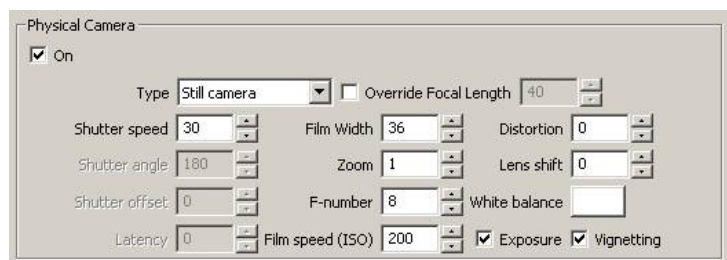 Physical Camera
On
Type Still camera Override Focal Length 40
Shutter speed 30 Film Width 36 Distortion 0
Shutter angle 180 Zoom 1 Lens shift 0
Shutter offset 0 F-number 8 White balance
Latency 0 Film speed (ISO) 200 Exposure Vignetting